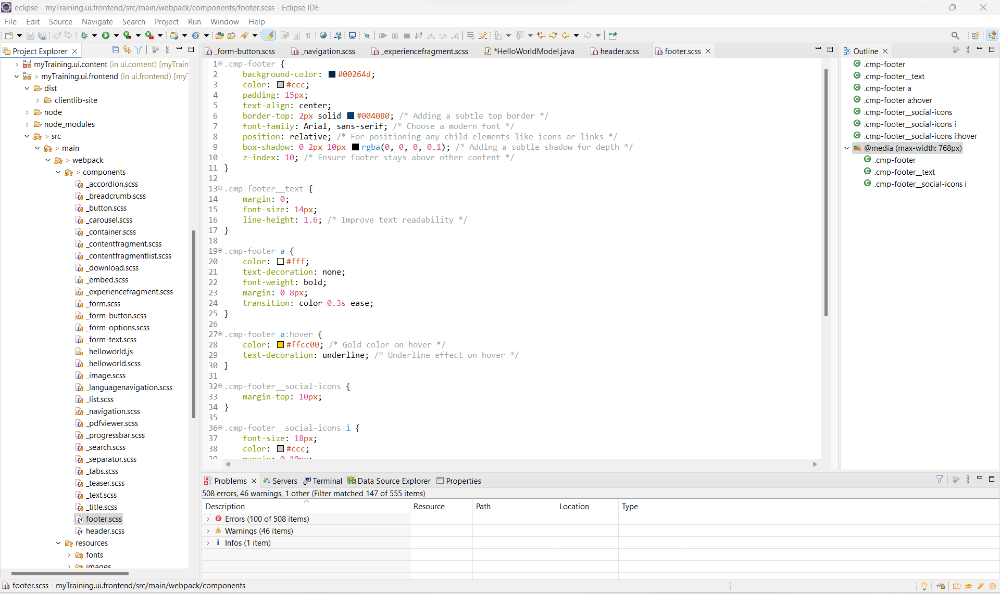 eclipse - myTraining.ui.frontend/src/main/webpack/components/footer.scss - Eclipse IDE
File Edit Source Navigate Search Project Run Window Help
Project Explorer
myTraining.ui.content (in ui.content) [myTrain
> myTraining.ui.frontend (in ui.frontend) [my
dist
clientlib-site
node
node_modules
> src
> main
> webpack
> components
_accordion.scss
_breadcrumb.scss
_button.scss
_carousel.scss
_container.scss
_contentfragment.scss
_contentfragmentlist.scss
_download.scss
_embed.scss
_experiencefragment.scss
_form.scss
_form-button.scss
_form-options.scss
_form-text.scss
_helloworld.js
_helloworld.scss
_image.scss
_languagenavigation.scss
_list.scss
_navigation.scss
_pdfviewer.scss
_progressbar.scss
_search.scss
_separator.scss
_tabs.scss
_teaser.scss
_text.scss
_title.scss
footer.scss
header.scss
resources
fonts
images
_form-button.scss _navigation.scss _experiencefragment.scss *HelloWorldModel.java header.scss footer.scss
1 .cmp-footer {
2 background-color: #00264d;
3 color: #ccc;
4 padding: 15px;
5 text-align: center;
6 border-top: 2px solid #004080; /* Adding a subtle top border */
7 font-family: Arial, sans-serif; /* Choose a modern font */
8 position: relative; /* For positioning any child elements like icons or links */
9 box-shadow: 0 2px 10px rgba(0, 0, 0, 0.1); /* Adding a subtle shadow for depth */
10 z-index: 10; /* Ensure footer stays above other content */
11 }
12
13 .cmp-footer__text {
14 margin: 0;
15 font-size: 14px;
16 line-height: 1.6; /* Improve text readability */
17 }
18
19 .cmp-footer a {
20 color: #fff;
21 text-decoration: none;
22 font-weight: bold;
23 margin: 0 8px;
24 transition: color 0.3s ease;
25 }
26
27 .cmp-footer a:hover {
28 color: #ffcc00; /* Gold color on hover */
29 text-decoration: underline; /* Underline effect on hover */
30 }
31
32 .cmp-footer__social-icons {
33 margin-top: 10px;
34 }
35
36 .cmp-footer__social-icons i {
37 font-size: 18px;
38 color: #ccc;
39 margin: 0 10px;
Outline
.cmp-footer
.cmp-footer__text
.cmp-footer a
.cmp-footer a:hover
.cmp-footer__social-icons
.cmp-footer__social-icons i
.cmp-footer__social-icons i:hover
@media (max-width: 768px)
.cmp-footer
.cmp-footer__text
.cmp-footer__social-icons i
Problems Servers Terminal Data Source Explorer Properties
508 errors, 46 warnings, 1 other (Filter matched 147 of 555 items)
Description Resource Path Location Type
Errors (100 of 508 items)
Warnings (46 items)
Infos (1 item)
footer.scss - myTraining.ui.frontend/src/main/webpack/components